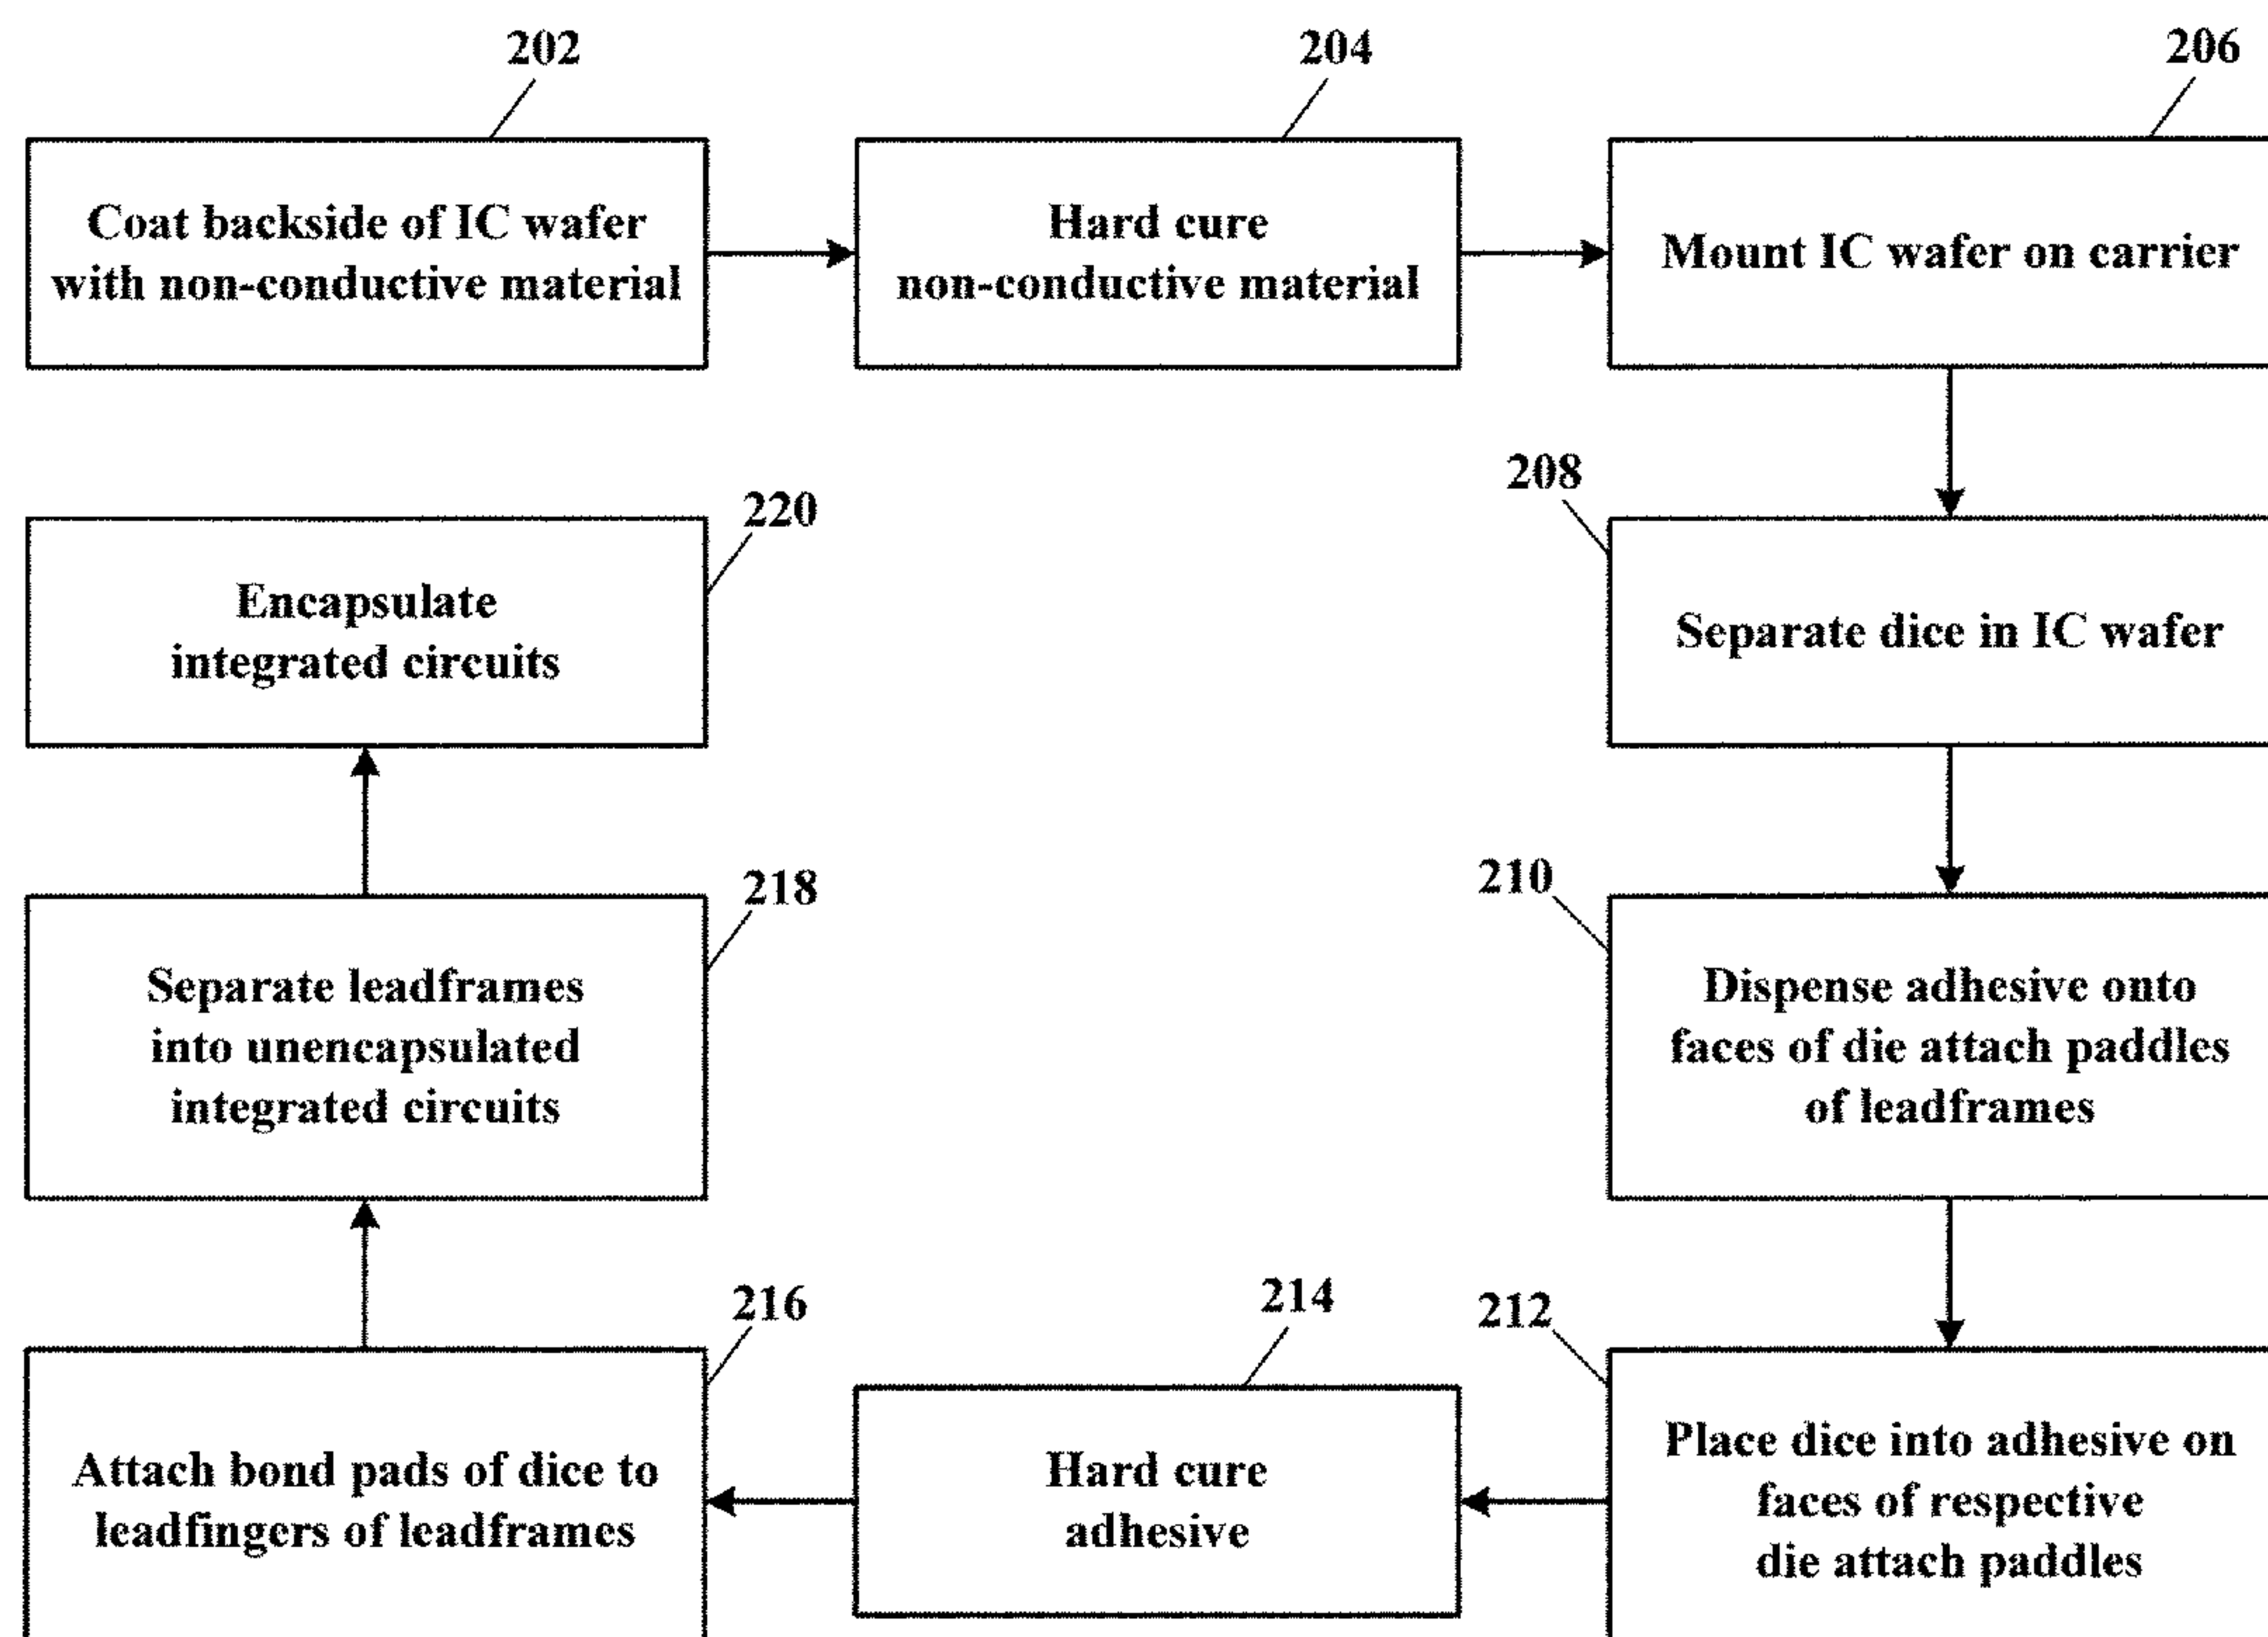 202
Coat backside of IC wafer
with non-conductive material
204
Hard cure
non-conductive material
206
Mount IC wafer on carrier
208
Separate dice in IC wafer
210
Dispense adhesive onto
faces of die attach paddles
of leadframes
212
Place dice into adhesive on
faces of respective
die attach paddles
214
Hard cure
adhesive
216
Attach bond pads of dice to
leadfingers of leadframes
218
Separate leadframes
into unencapsulated
integrated circuits
220
Encapsulate
integrated circuits